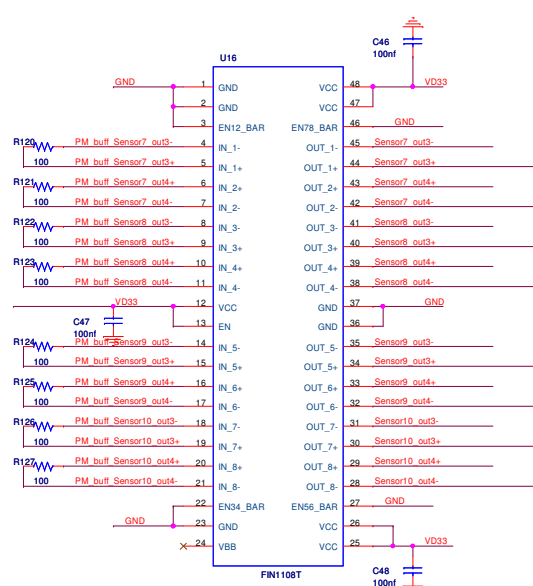 C46
100nf
U16
GND 1 GND VCC 48 VD33
2 GND VCC 47
3 EN12_BAR EN78_BAR 46 GND
R120 PM_buff_Sensor7_out3- 4 IN_1- OUT_1- 45 Sensor7_out3-
100 PM_buff_Sensor7_out3+ 5 IN_1+ OUT_1+ 44 Sensor7_out3+
R121 PM_buff_Sensor7_out4+ 6 IN_2+ OUT_2+ 43 Sensor7_out4+
100 PM_buff_Sensor7_out4- 7 IN_2- OUT_2- 42 Sensor7_out4-
R122 PM_buff_Sensor8_out3- 8 IN_3- OUT_3- 41 Sensor8_out3-
100 PM_buff_Sensor8_out3+ 9 IN_3+ OUT_3+ 40 Sensor8_out3+
R123 PM_buff_Sensor8_out4+ 10 IN_4+ OUT_4+ 39 Sensor8_out4+
100 PM_buff_Sensor8_out4- 11 IN_4- OUT_4- 38 Sensor8_out4-
VD33 12 VCC GND 37 GND
C47 13 EN GND 36
100nf
R124 PM_buff_Sensor9_out3- 14 IN_5- OUT_5- 35 Sensor9_out3-
100 PM_buff_Sensor9_out3+ 15 IN_5+ OUT_5+ 34 Sensor9_out3+
R125 PM_buff_Sensor9_out4+ 16 IN_6+ OUT_6+ 33 Sensor9_out4+
100 PM_buff_Sensor9_out4- 17 IN_6- OUT_6- 32 Sensor9_out4-
R126 PM_buff_Sensor10_out3- 18 IN_7- OUT_7- 31 Sensor10_out3-
100 PM_buff_Sensor10_out3+ 19 IN_7+ OUT_7+ 30 Sensor10_out3+
R127 PM_buff_Sensor10_out4+ 20 IN_8+ OUT_8+ 29 Sensor10_out4+
100 PM_buff_Sensor10_out4- 21 IN_8- OUT_8- 28 Sensor10_out4-
22 EN34_BAR EN56_BAR 27 GND
GND 23 GND VCC 26
24 VBB VCC 25 VD33
FIN1108T
C48
100nf